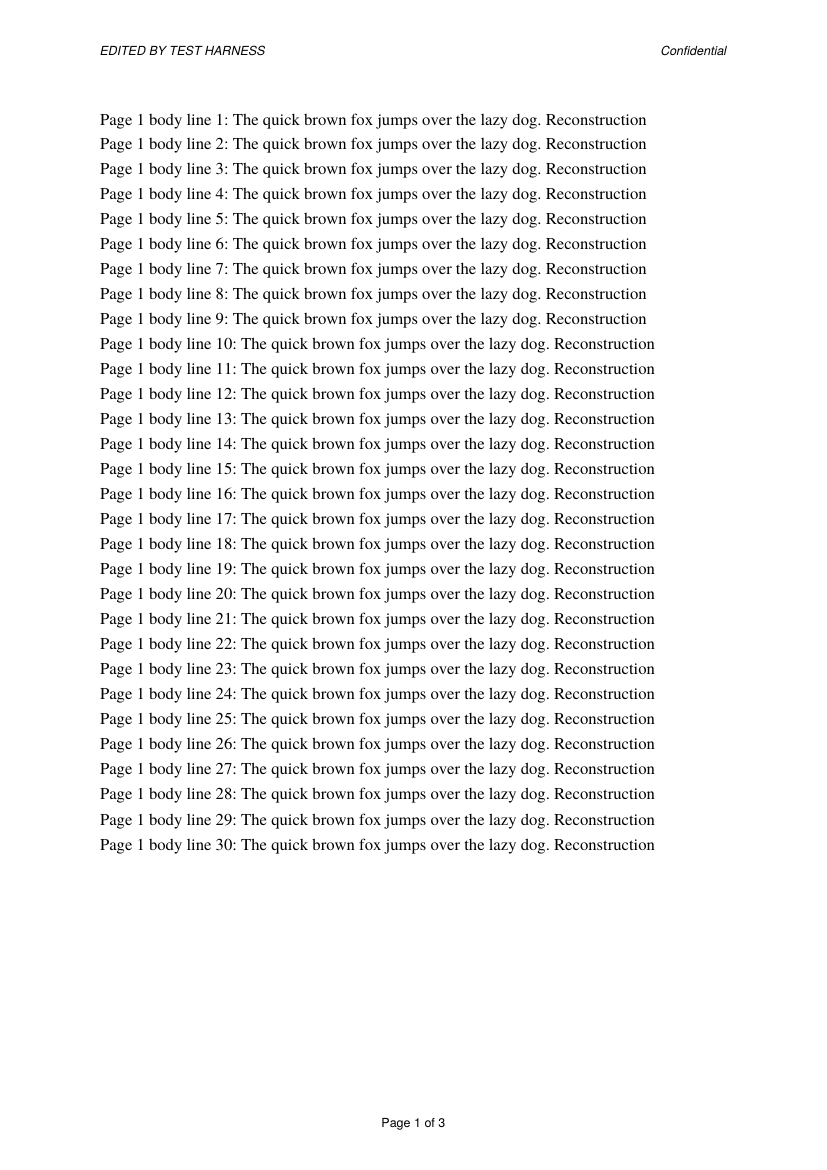 EDITED BY TEST HARNESS Confidential
Page 1 body line 1: The quick brown fox jumps over the lazy dog. Reconstruction
Page 1 body line 2: The quick brown fox jumps over the lazy dog. Reconstruction
Page 1 body line 3: The quick brown fox jumps over the lazy dog. Reconstruction
Page 1 body line 4: The quick brown fox jumps over the lazy dog. Reconstruction
Page 1 body line 5: The quick brown fox jumps over the lazy dog. Reconstruction
Page 1 body line 6: The quick brown fox jumps over the lazy dog. Reconstruction
Page 1 body line 7: The quick brown fox jumps over the lazy dog. Reconstruction
Page 1 body line 8: The quick brown fox jumps over the lazy dog. Reconstruction
Page 1 body line 9: The quick brown fox jumps over the lazy dog. Reconstruction
Page 1 body line 10: The quick brown fox jumps over the lazy dog. Reconstruction
Page 1 body line 11: The quick brown fox jumps over the lazy dog. Reconstruction
Page 1 body line 12: The quick brown fox jumps over the lazy dog. Reconstruction
Page 1 body line 13: The quick brown fox jumps over the lazy dog. Reconstruction
Page 1 body line 14: The quick brown fox jumps over the lazy dog. Reconstruction
Page 1 body line 15: The quick brown fox jumps over the lazy dog. Reconstruction
Page 1 body line 16: The quick brown fox jumps over the lazy dog. Reconstruction
Page 1 body line 17: The quick brown fox jumps over the lazy dog. Reconstruction
Page 1 body line 18: The quick brown fox jumps over the lazy dog. Reconstruction
Page 1 body line 19: The quick brown fox jumps over the lazy dog. Reconstruction
Page 1 body line 20: The quick brown fox jumps over the lazy dog. Reconstruction
Page 1 body line 21: The quick brown fox jumps over the lazy dog. Reconstruction
Page 1 body line 22: The quick brown fox jumps over the lazy dog. Reconstruction
Page 1 body line 23: The quick brown fox jumps over the lazy dog. Reconstruction
Page 1 body line 24: The quick brown fox jumps over the lazy dog. Reconstruction
Page 1 body line 25: The quick brown fox jumps over the lazy dog. Reconstruction
Page 1 body line 26: The quick brown fox jumps over the lazy dog. Reconstruction
Page 1 body line 27: The quick brown fox jumps over the lazy dog. Reconstruction
Page 1 body line 28: The quick brown fox jumps over the lazy dog. Reconstruction
Page 1 body line 29: The quick brown fox jumps over the lazy dog. Reconstruction
Page 1 body line 30: The quick brown fox jumps over the lazy dog. Reconstruction
Page 1 of 3